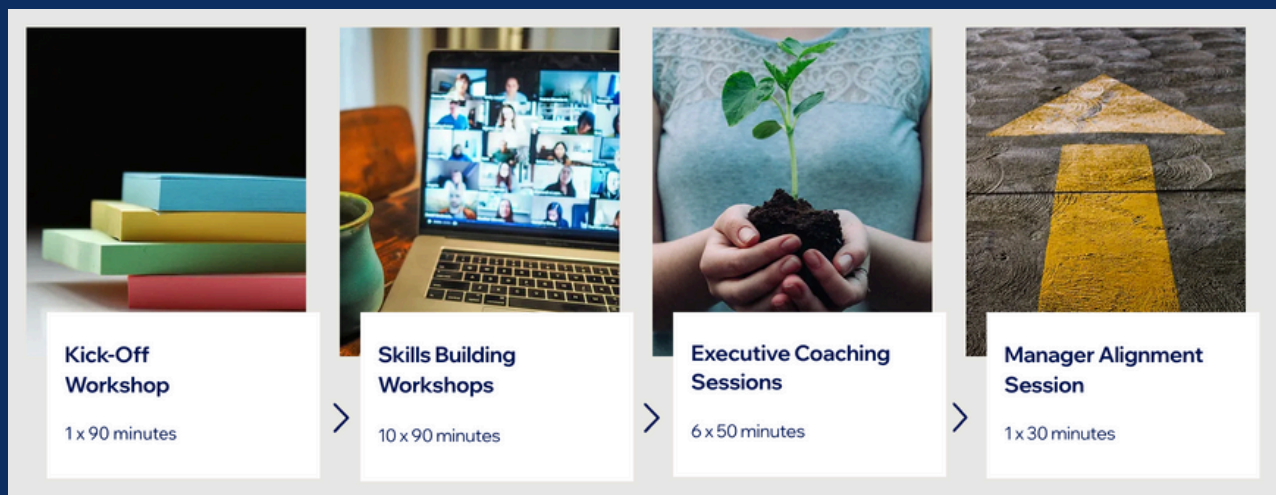 Kick-Off
Workshop
1 x 90 minutes
Skills Building
Workshops
10 x 90 minutes
Executive Coaching
Sessions
6 x 50 minutes
Manager Alignment
Session
1 x 30 minutes